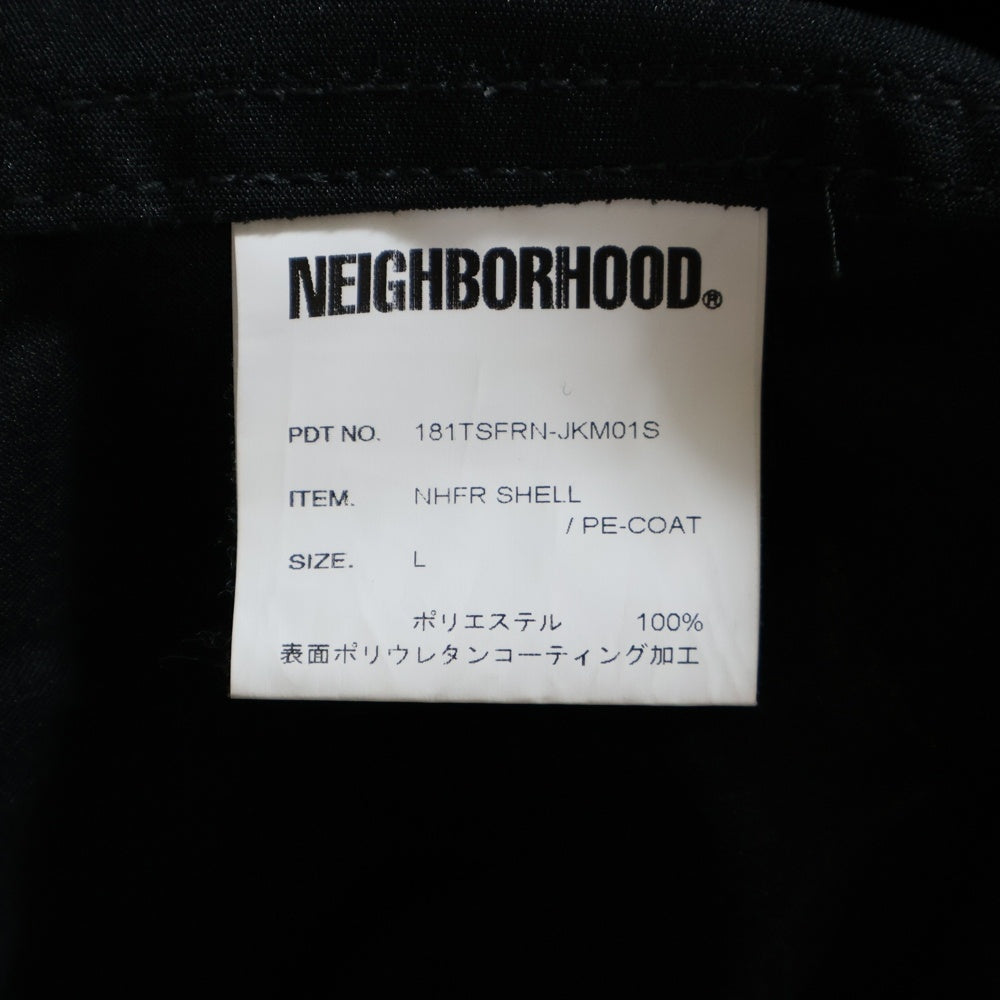 NEIGHBORHOOD®
PDT NO. 181TSFRN-JKM01S
ITEM. NHFR SHELL
/ PE-COAT
SIZE. L
ポリエステル 100%
表面ポリウレタンコーティング加工